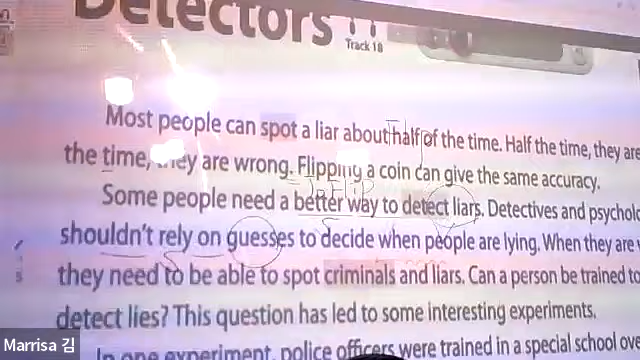 Detectors
Track 18
Most people can spot a liar about half of the time. Half the time, they are
the time, they are wrong. Flipping a coin can give the same accuracy.
To Flip
Some people need a better way to detect liars. Detectives and psycholo
shouldn't rely on guesses to decide when people are lying. When they are
they need to be able to spot criminals and liars. Can a person be trained to
detect lies? This question has led to some interesting experiments.
In one experiment, police officers were trained in a special school ove
Marrisa 김